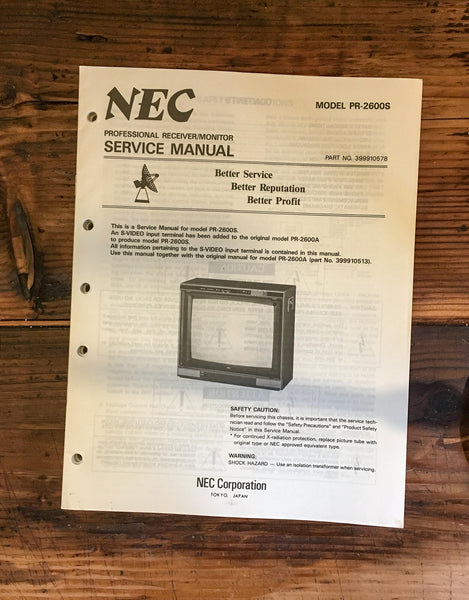 NEC
MODEL PR-2600S
PROFESSIONAL RECEIVER/MONITOR
SERVICE MANUAL
PART NO. 399910578
Better Service
Better Reputation
Better Profit
This is a Service Manual for model PR-2600S.
An S-VIDEO input terminal has been added to the original model PR-2600A
to produce model PR-2600S.
All information pertaining to the S-VIDEO input terminal is contained in this manual.
Use this manual together with the original manual for model PR-2600A (part No. 399910513).
SAFETY CAUTION:
Before servicing this chassis, it is important that the service tech-
nician read and follow the "Safety Precautions" and "Product Safety
Notice" in this Service Manual.
* For continued X-radiation protection, replace picture tube with
original type or NEC approved equivalent type.
WARNING:
SHOCK HAZARD — Use an isolation transformer when servicing.
NEC Corporation
TOKYO, JAPAN